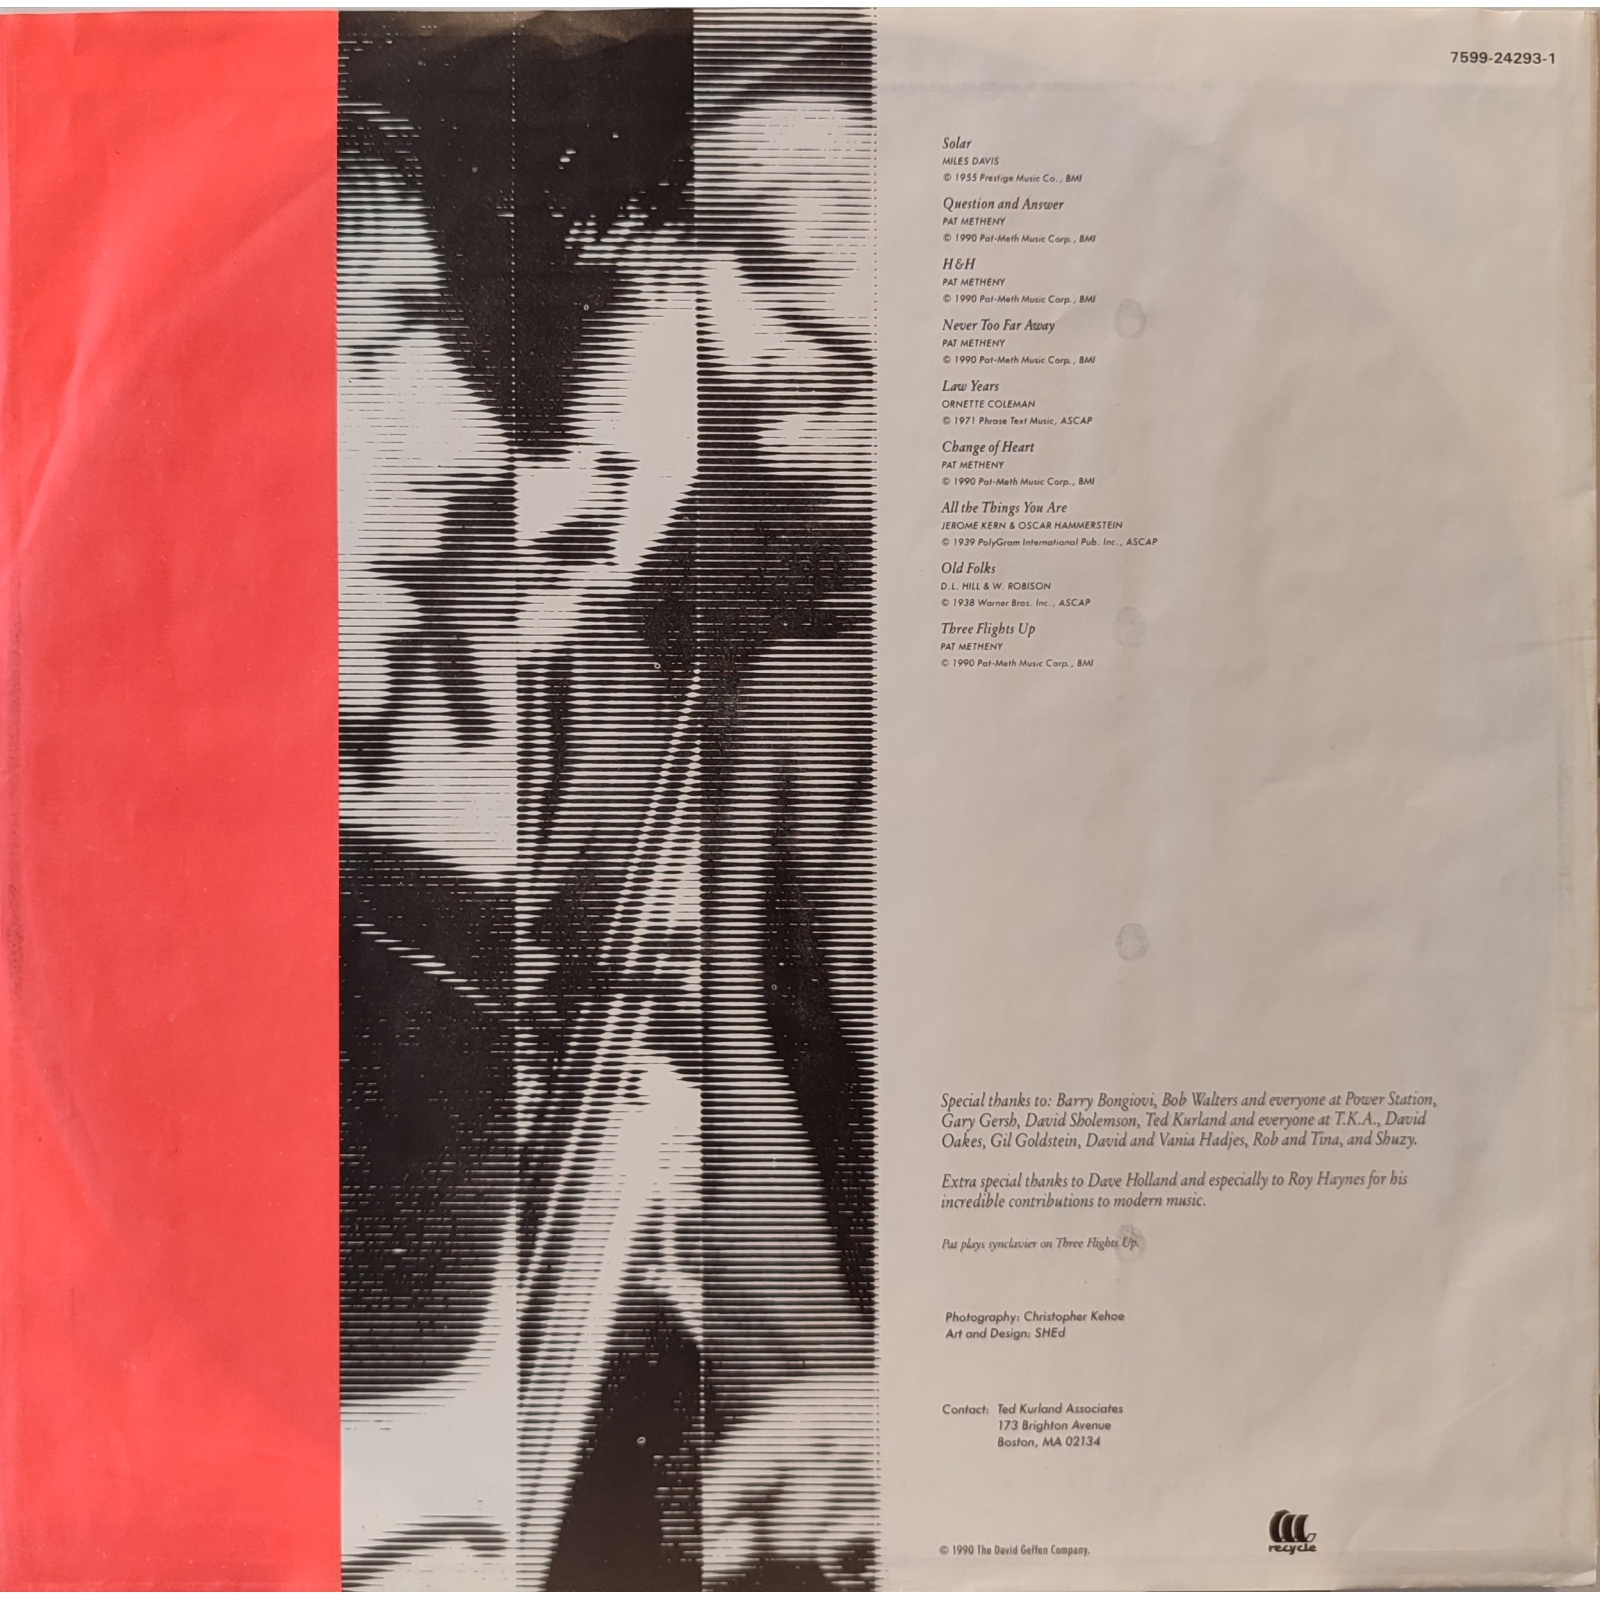 7599-24293-1
Solar
MILES DAVIS
© 1955 Prestige Music Co., BMI
Question and Answer
PAT METHENY
© 1990 Pat-Meth Music Corp., BMI
H&H
PAT METHENY
© 1990 Pat-Meth Music Corp., BMI
Never Too Far Away
PAT METHENY
© 1990 Pat-Meth Music Corp., BMI
Law Years
ORNETTE COLEMAN
© 1971 Phrase Text Music, ASCAP
Change of Heart
PAT METHENY
© 1990 Pat-Meth Music Corp., BMI
All the Things You Are
JEROME KERN & OSCAR HAMMERSTEIN
© 1939 PolyGram International Pub. Inc., ASCAP
Old Folks
D.L. HILL & W. ROBISON
© 1938 Warner Bros. Inc., ASCAP
Three Flights Up
PAT METHENY
© 1990 Pat-Meth Music Corp., BMI
Special thanks to: Barry Bongiovi, Bob Walters and everyone at Power Station,
Gary Gersh, David Sholemson, Ted Kurland and everyone at T.K.A., David
Oakes, Gil Goldstein, David and Vania Hadjes, Rob and Tina, and Shuzy.
Extra special thanks to Dave Holland and especially to Roy Haynes for his
incredible contributions to modern music.
Pat plays synclavier on Three Flights Up.
Photography: Christopher Kehoe
Art and Design: SHEd
Contact: Ted Kurland Associates
173 Brighton Avenue
Boston, MA 02134
© 1990 The David Geffen Company.
recycle